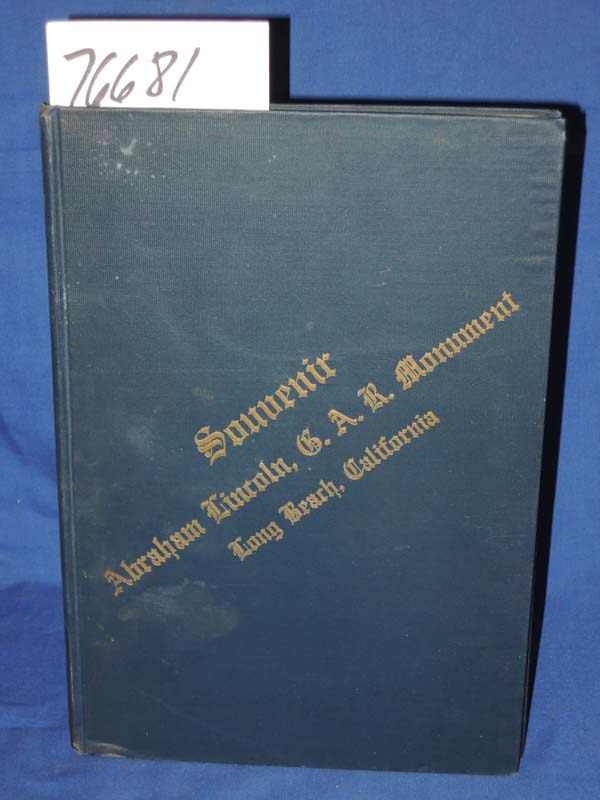 76681
Souvenir
Abraham Lincoln, G. A. R. Monument
Long Beach, California